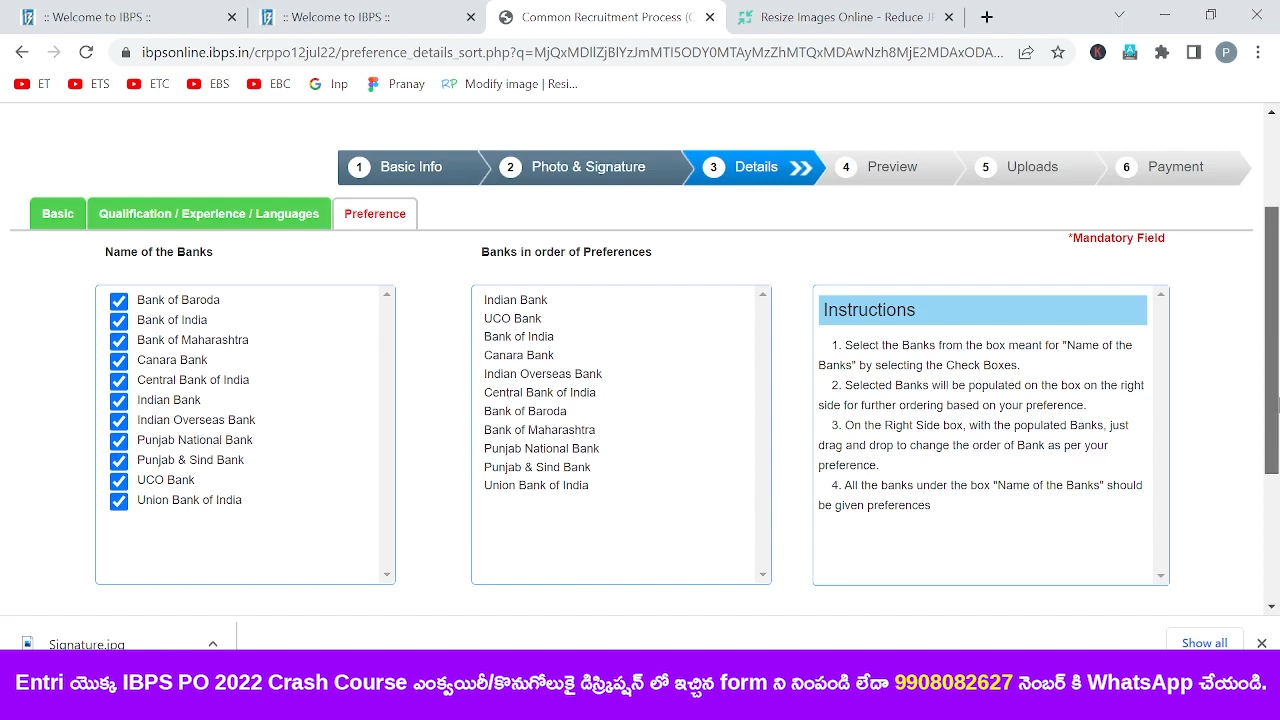 :: Welcome to IBPS ::
:: Welcome to IBPS ::
Common Recruitment Process (C
Resize Images Online - Reduce JP
ibpsonline.ibps.in/crppo12jul22/preference_details_sort.php?q=MjQxMDllZjBlYzJmMTI5ODY0MTAyMzZhMTQxMDAwNzh8MjE2MDAxODA...
K
A
P
ET
ETS
ETC
EBS
EBC
Inp
Pranay
RP Modify image | Resi...
1 Basic Info
2 Photo & Signature
3 Details
4 Preview
5 Uploads
6 Payment
Basic
Qualification / Experience / Languages
Preference
*Mandatory Field
Name of the Banks
Bank of Baroda
Bank of India
Bank of Maharashtra
Canara Bank
Central Bank of India
Indian Bank
Indian Overseas Bank
Punjab National Bank
Punjab & Sind Bank
UCO Bank
Union Bank of India
Banks in order of Preferences
Indian Bank
UCO Bank
Bank of India
Canara Bank
Indian Overseas Bank
Central Bank of India
Bank of Baroda
Bank of Maharashtra
Punjab National Bank
Punjab & Sind Bank
Union Bank of India
Instructions
1. Select the Banks from the box meant for "Name of the
Banks" by selecting the Check Boxes.
2. Selected Banks will be populated on the box on the right
side for further ordering based on your preference.
3. On the Right Side box, with the populated Banks, just
drag and drop to change the order of Bank as per your
preference.
4. All the banks under the box "Name of the Banks" should
be given preferences
Signature.jpg
Show all
Entri యొక్క IBPS PO 2022 Crash Course ఎంక్వయిరీ/కొనుగోలుకై డిస్క్రిప్షన్ లో ఇచ్చిన form ని నింపండి లేదా 9908082627 నెంబర్ కి WhatsApp చేయండి.